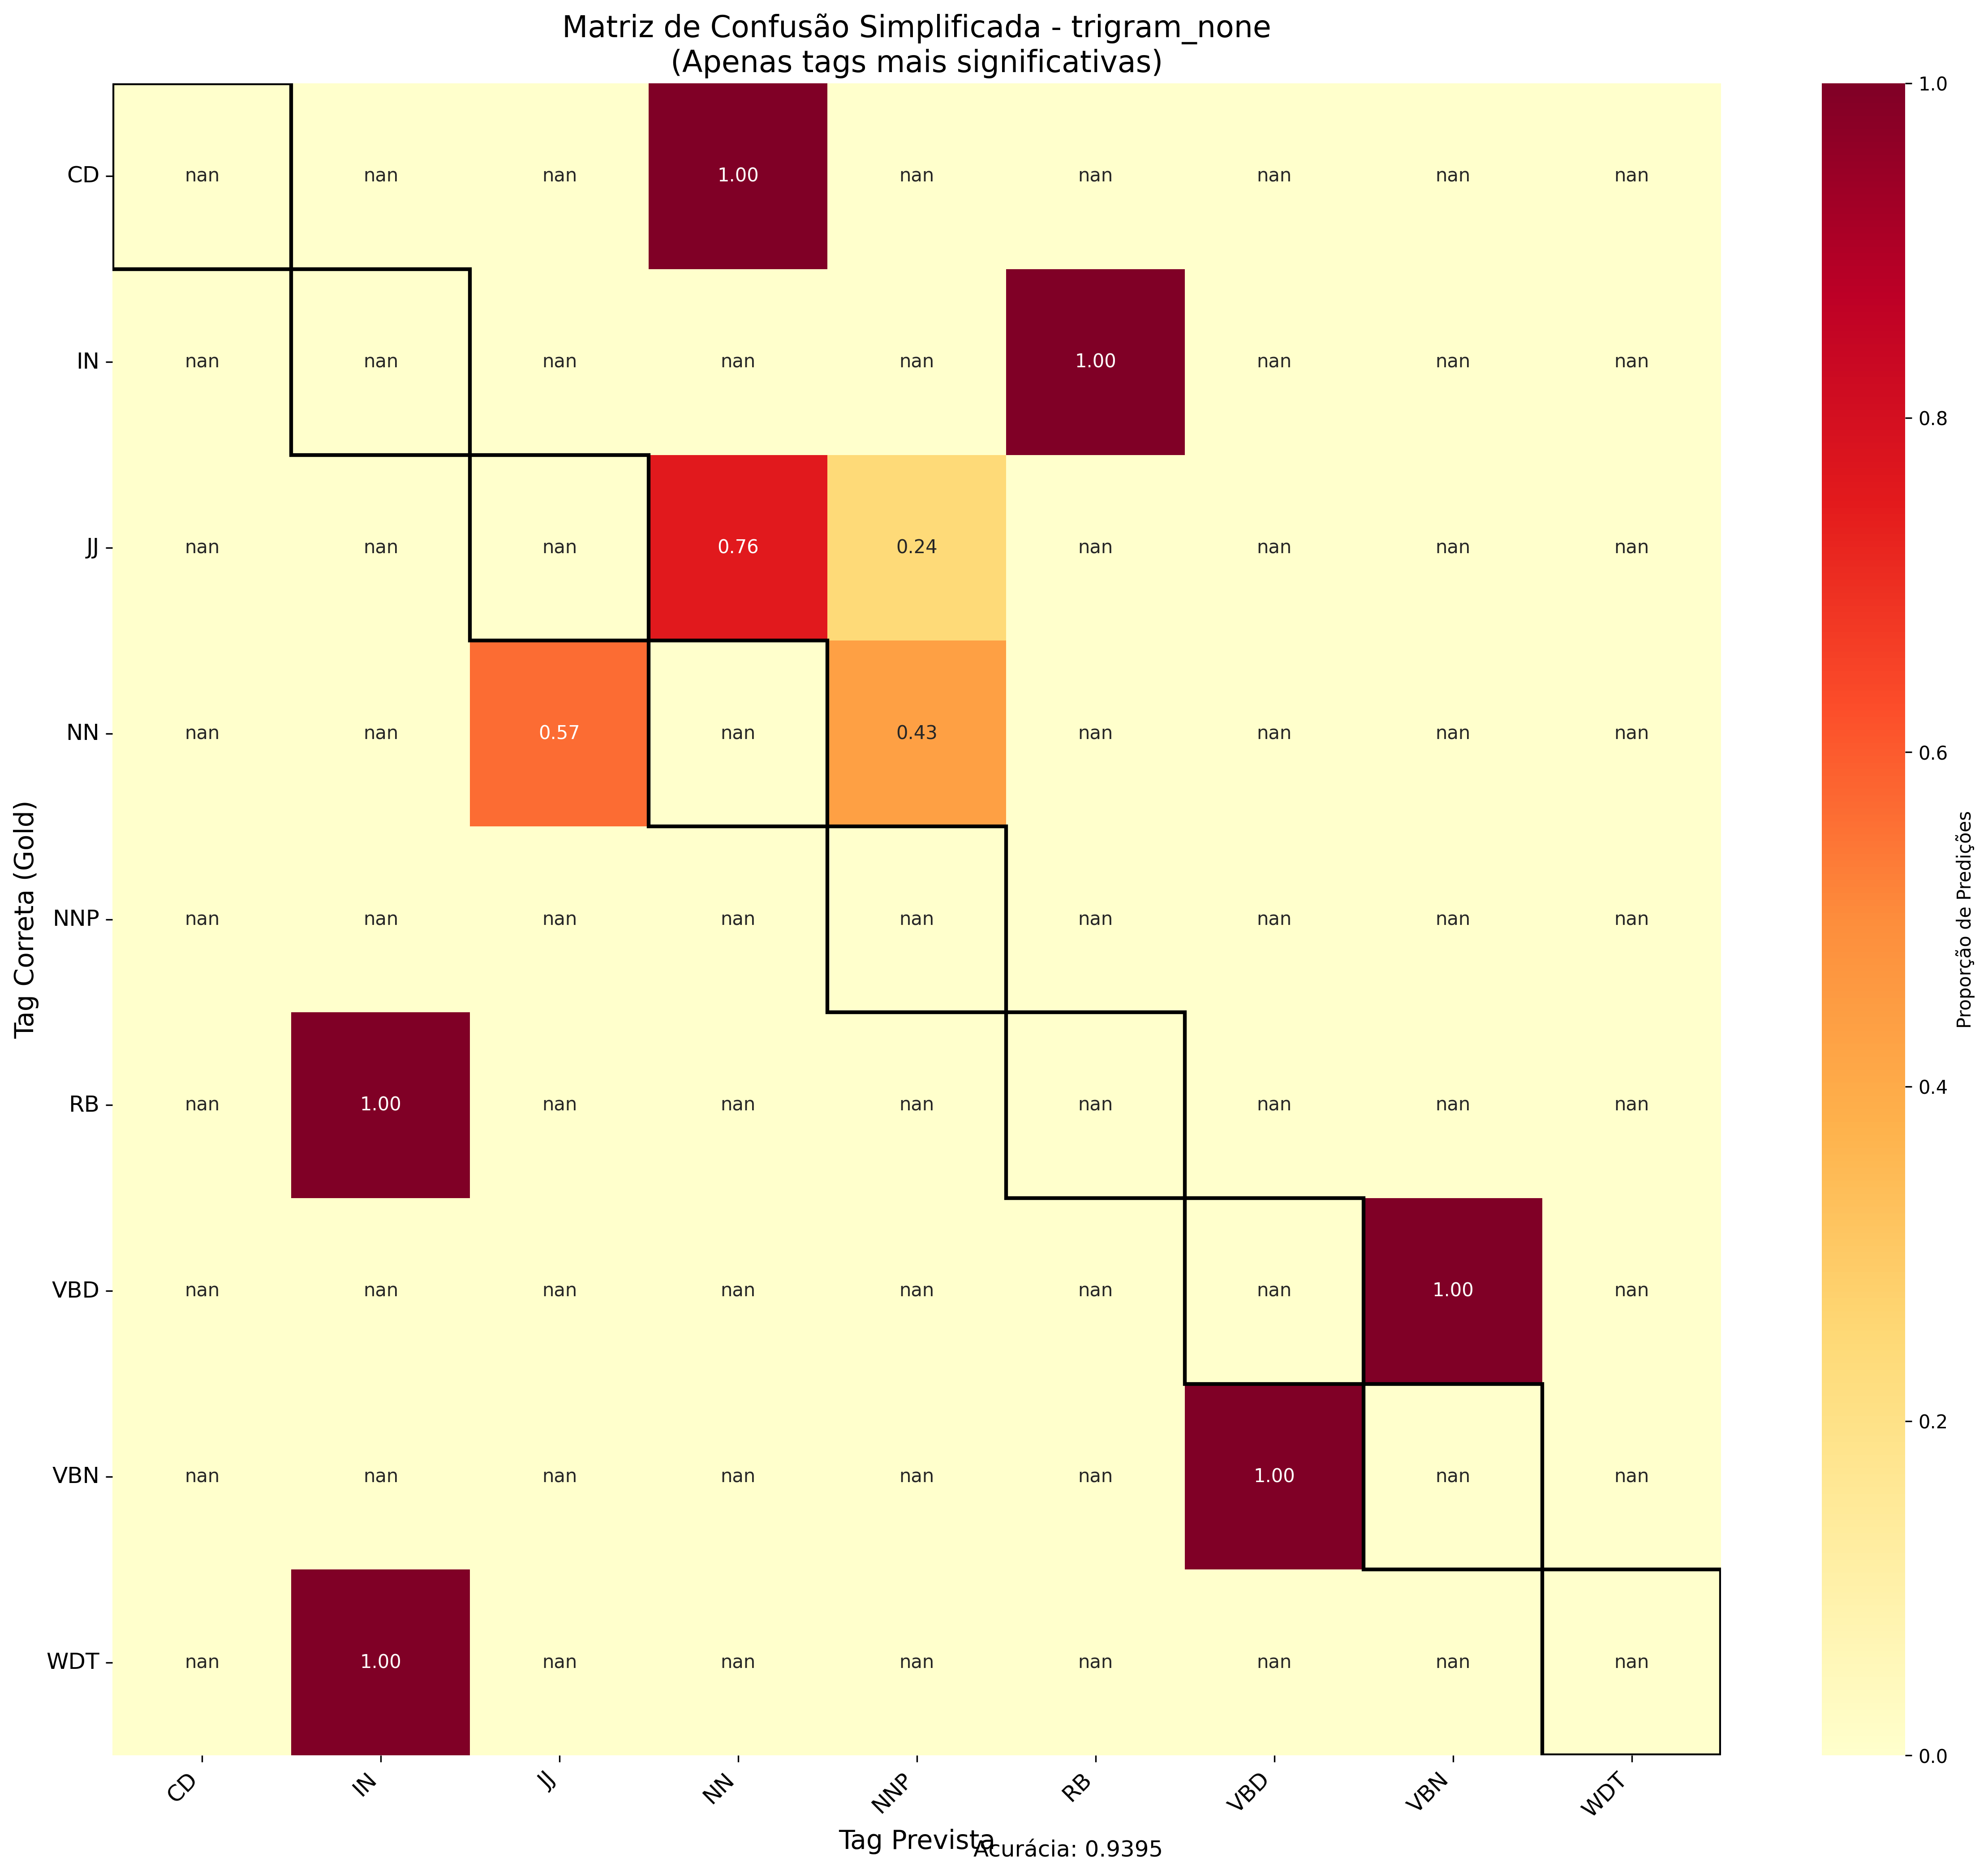 Matriz de Confusão Simplificada - trigram_none
(Apenas tags mais significativas)
1.0
CD nan nan nan 1.00 nan nan nan nan nan
IN nan nan nan nan nan 1.00 nan nan nan
0.8
JJ nan nan nan 0.76 0.24 nan nan nan nan
NN nan nan 0.57 nan 0.43 nan nan nan nan
0.6
Tag Correta (Gold)
Proporção de Predições
NNP nan nan nan nan nan nan nan nan nan
RB nan 1.00 nan nan nan nan nan nan nan
0.4
VBD nan nan nan nan nan nan nan 1.00 nan
0.2
VBN nan nan nan nan nan nan 1.00 nan nan
WDT nan 1.00 nan nan nan nan nan nan nan
0.0
CD IN JJ NN NNP RB VBD VBN WDT
Tag Prevista
Acurácia: 0.9395